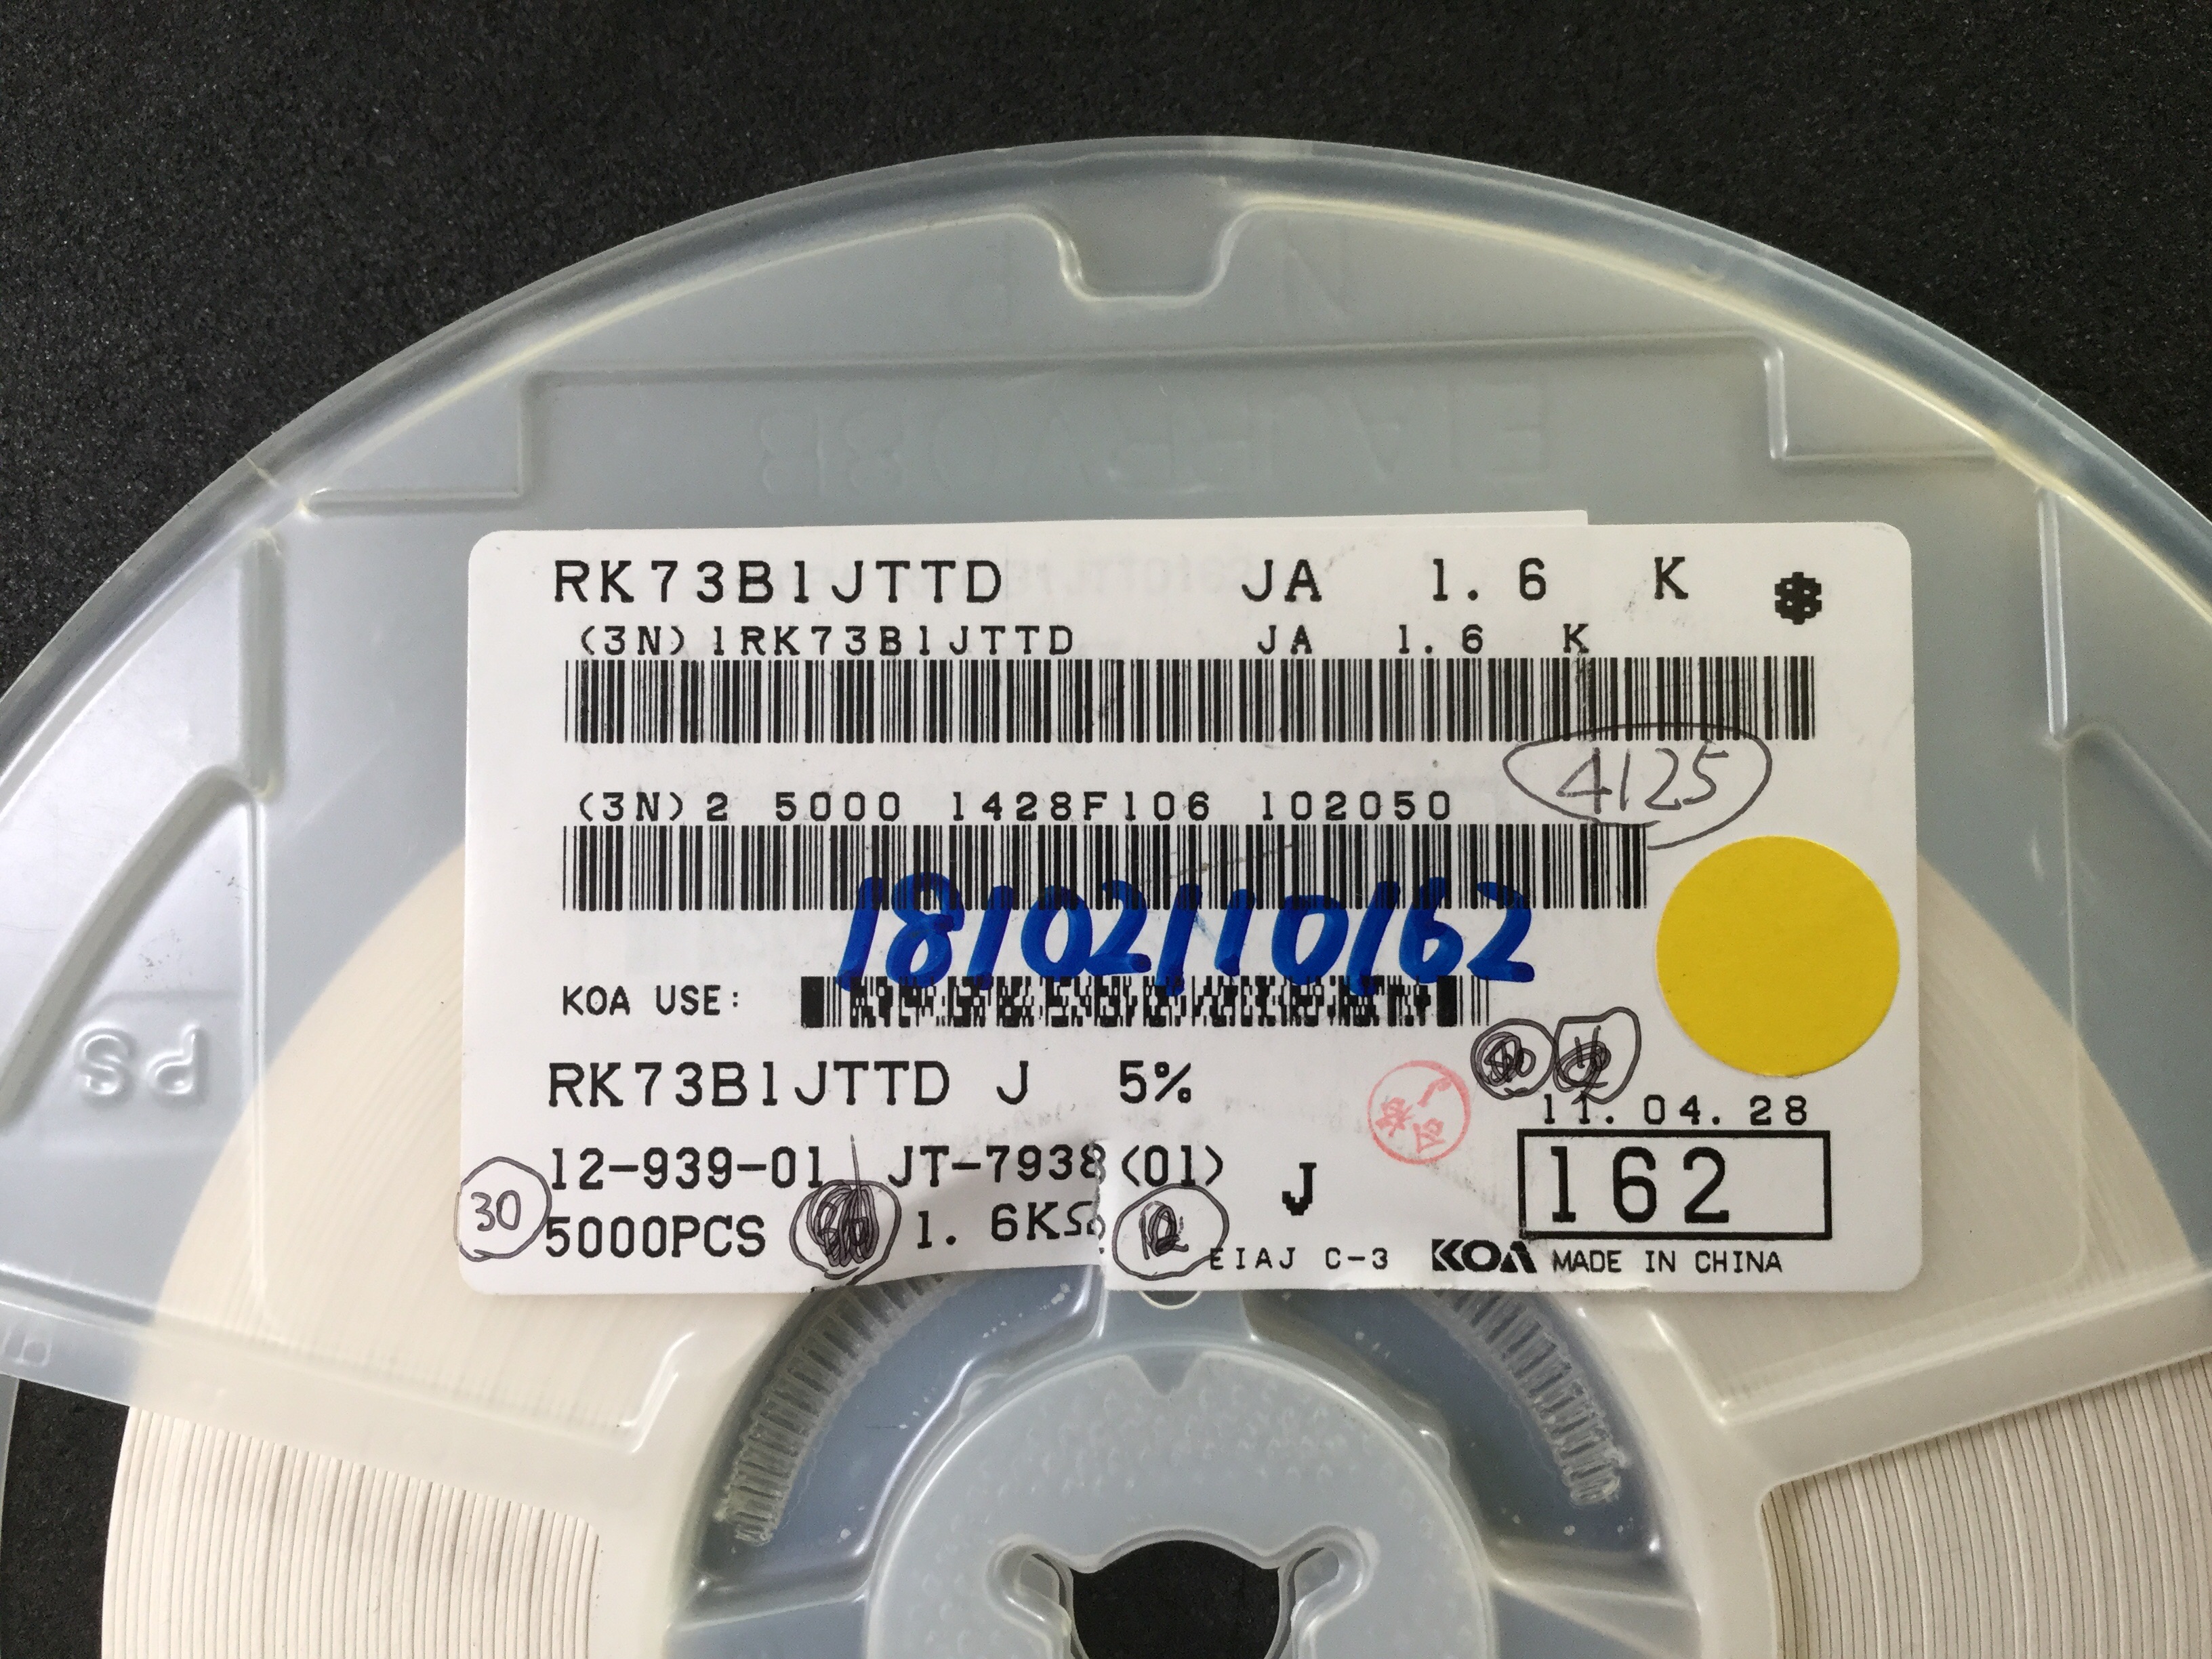 RK73B1JTTD JA 1.6 K
(3N)1RK73B1JTTD JA 1.6 K
4125
(3N)2 5000 1428F106 102050
18102110162
KOA USE:
RK73B1JTTD J 5%
11.04.28
12-939-01 JT-7938(01) J 162
30
5000PCS 1.6KΩ
EIAJ C-3 KOA MADE IN CHINA
PS